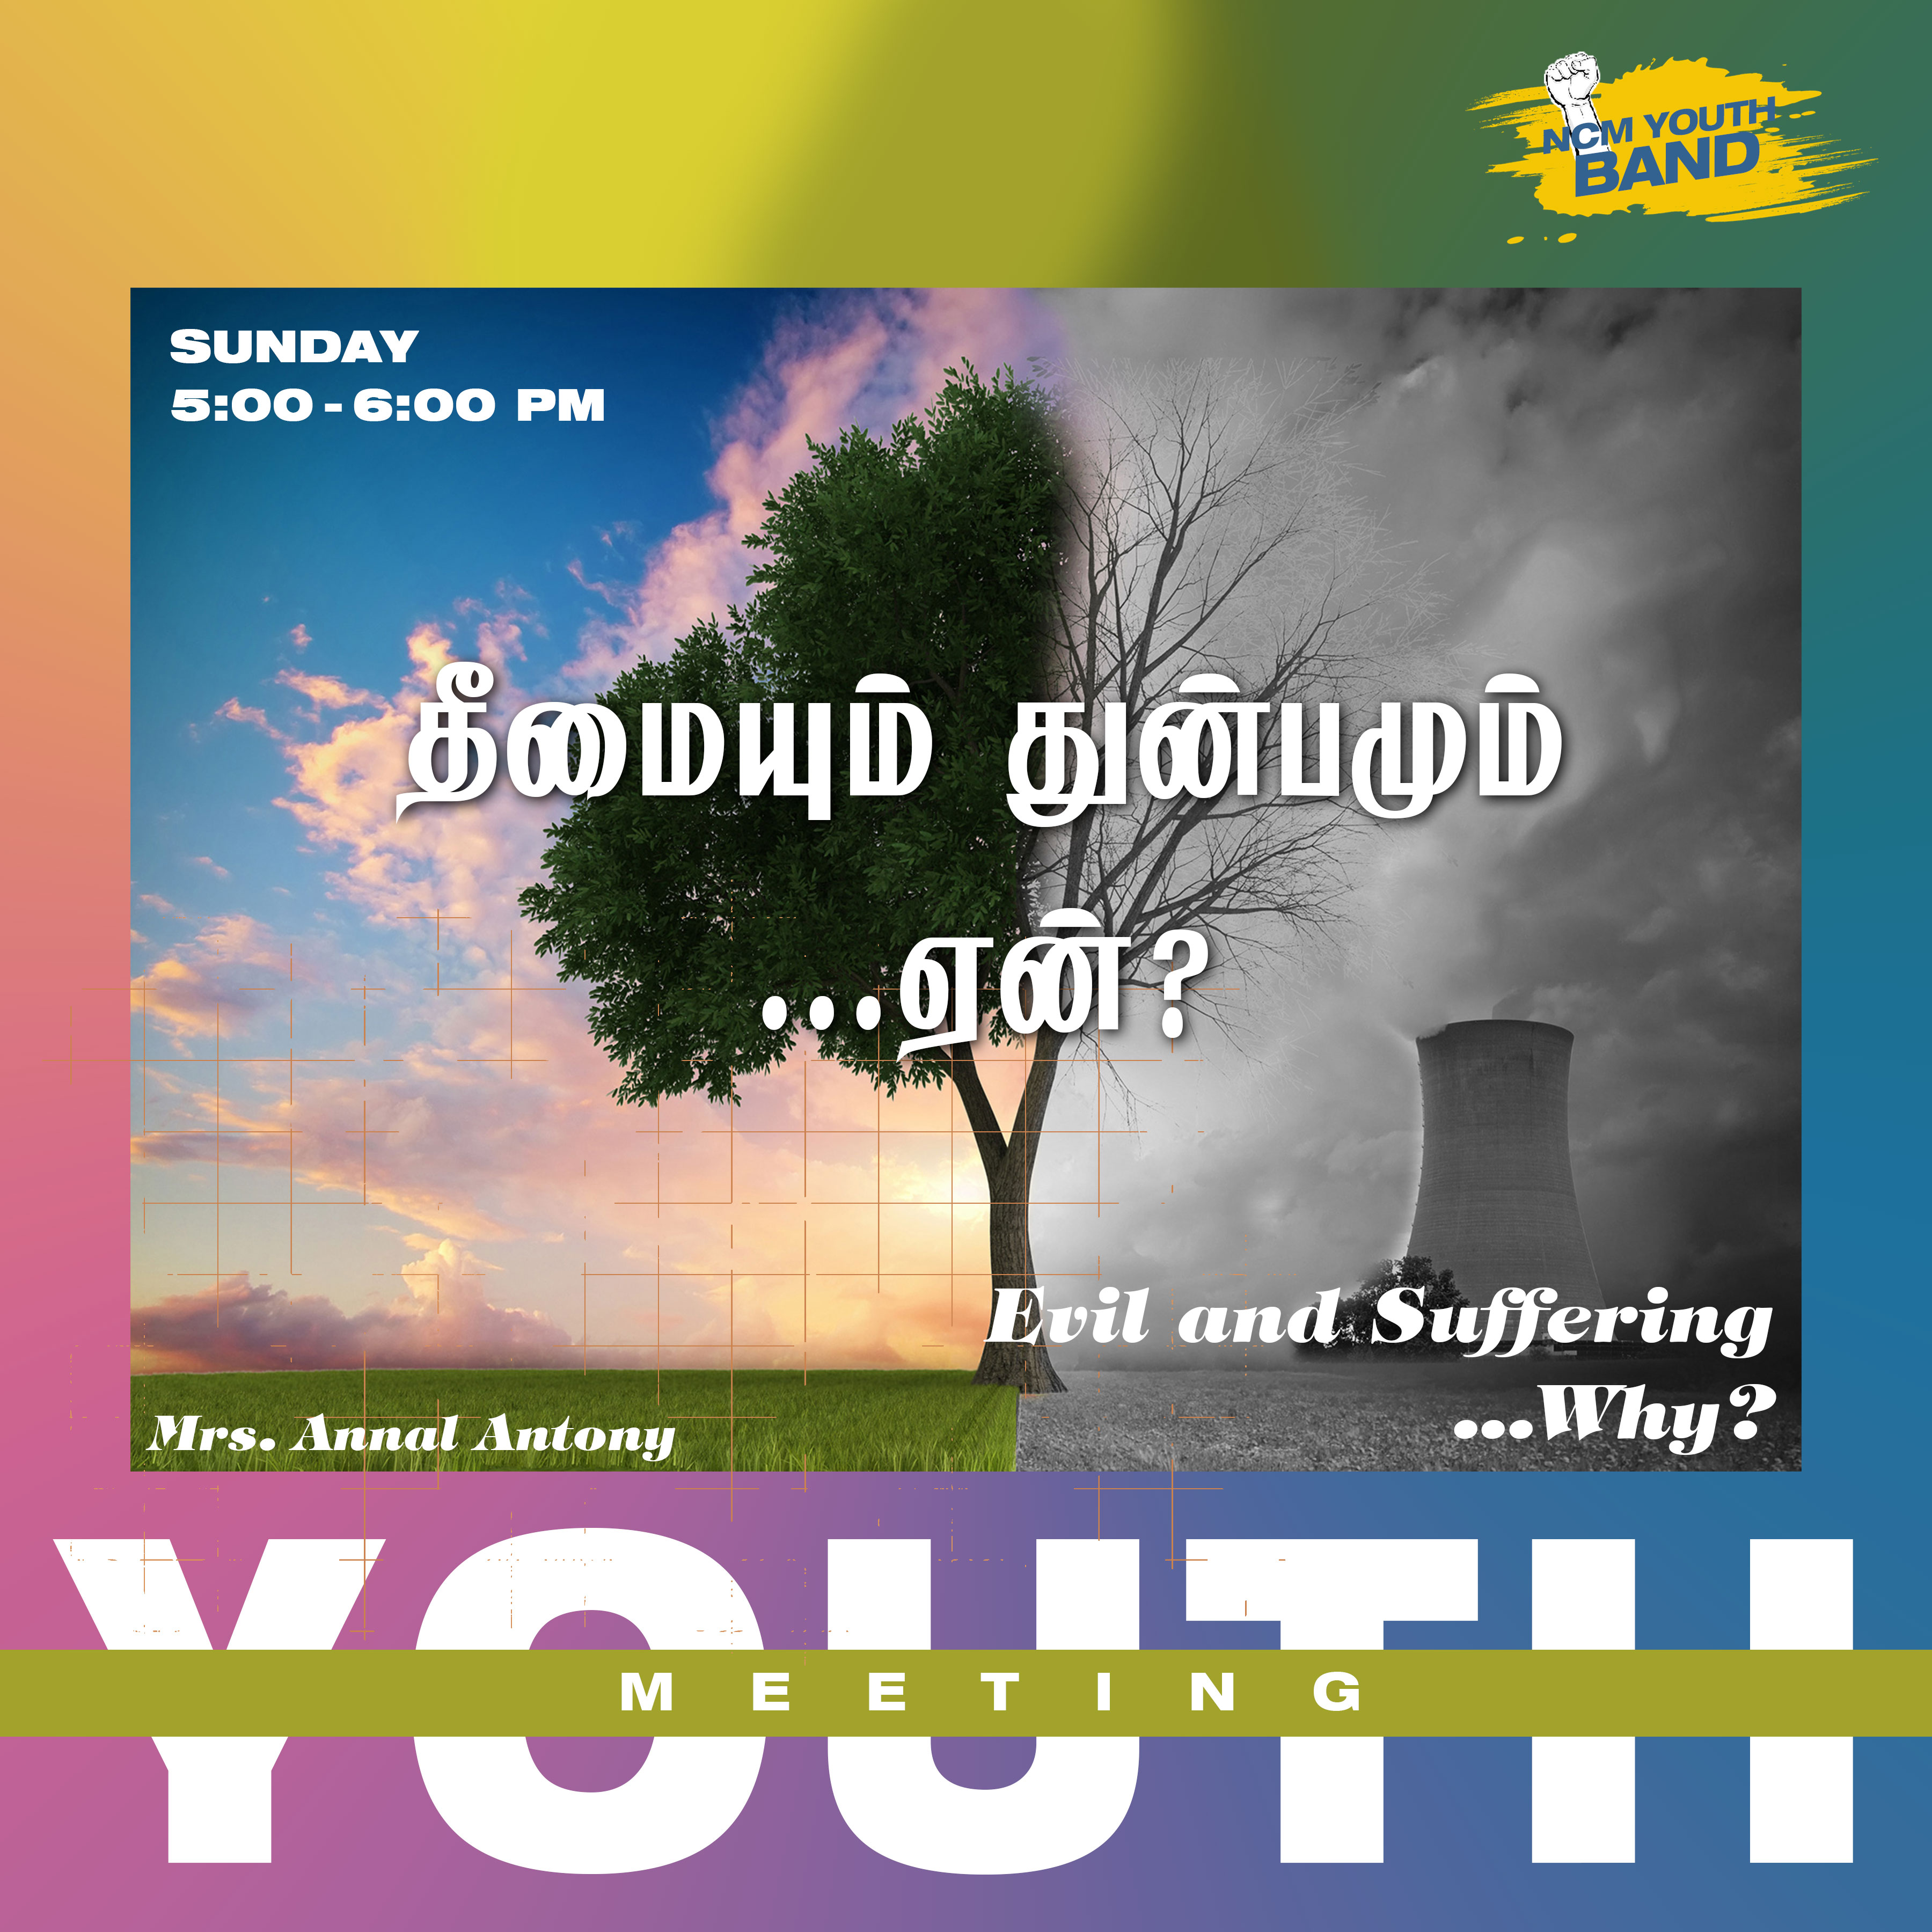 NCM YOUTH
BAND
SUNDAY
5:00 - 6:00 PM
தீமையும் துன்பமும்
...ஏன்?
Evil and Suffering
...Why?
Mrs. Annal Antony
YOUTH
MEETING